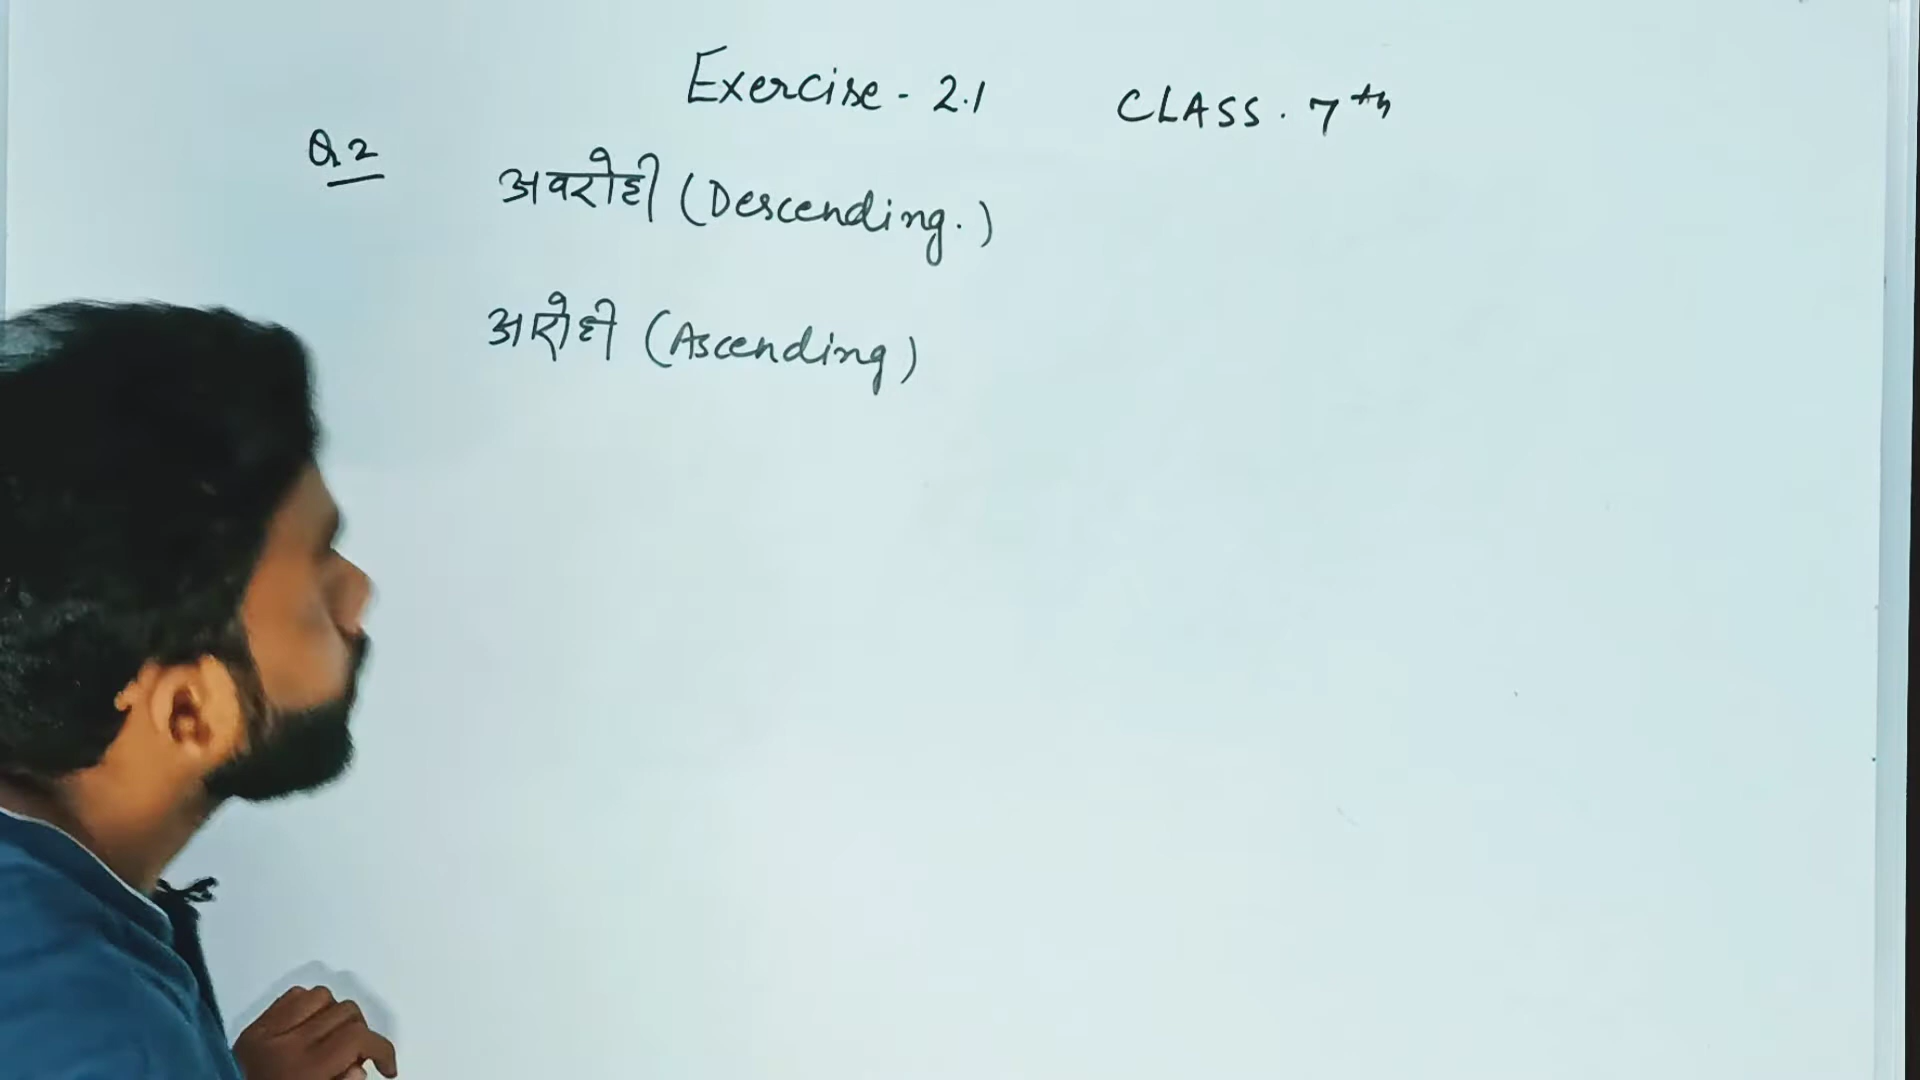 Exercise - 2.1 CLASS. 7th
Q2
अवरोही (Descending.)
अरोही (Ascending)